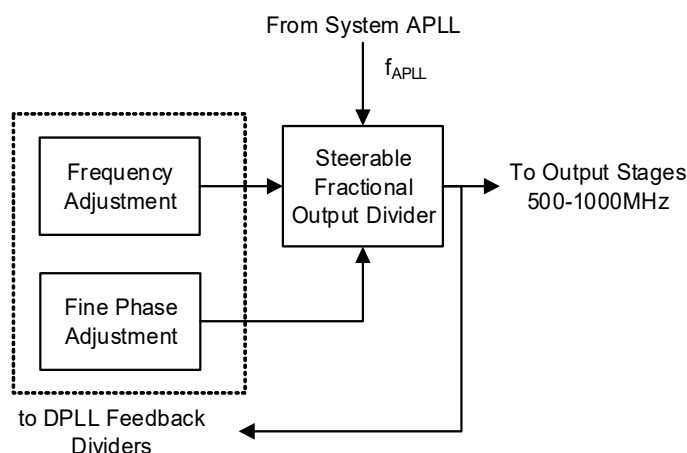 From System APLL
fAPLL
Frequency
Adjustment
Steerable
Fractional
Output Divider
To Output Stages
500-1000MHz
Fine Phase
Adjustment
to DPLL Feedback
Dividers